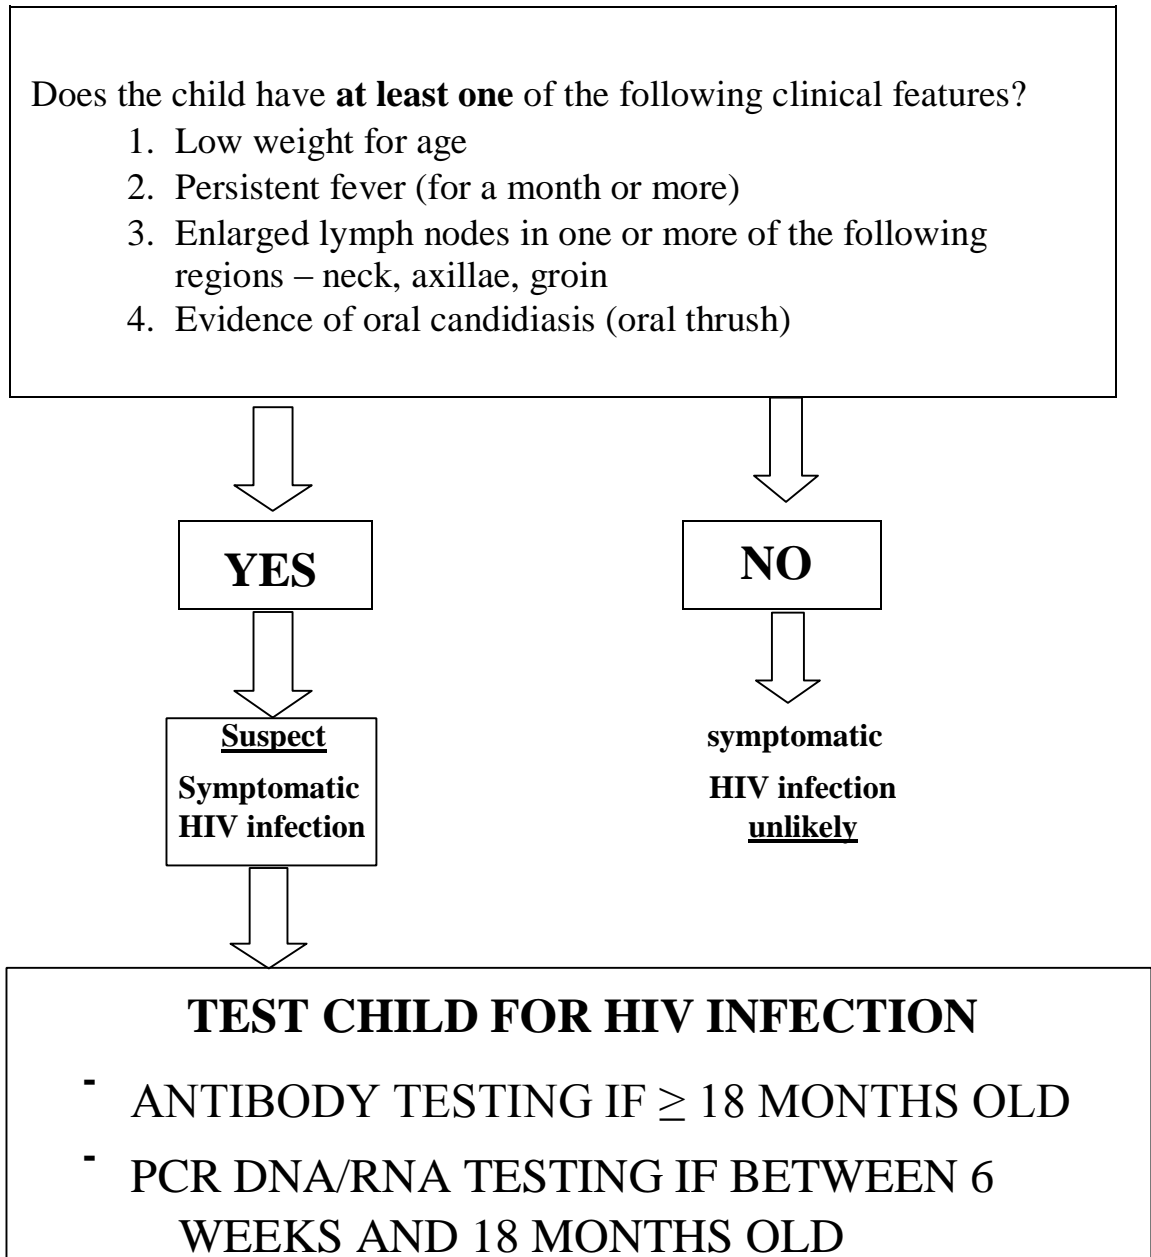 Does the child have at least one of the following clinical features?
1. Low weight for age
2. Persistent fever (for a month or more)
3. Enlarged lymph nodes in one or more of the following
regions – neck, axillae, groin
4. Evidence of oral candidiasis (oral thrush)
YES
NO
Suspect
Symptomatic
HIV infection
symptomatic
HIV infection
unlikely
TEST CHILD FOR HIV INFECTION
- ANTIBODY TESTING IF ≥ 18 MONTHS OLD
- PCR DNA/RNA TESTING IF BETWEEN 6
WEEKS AND 18 MONTHS OLD